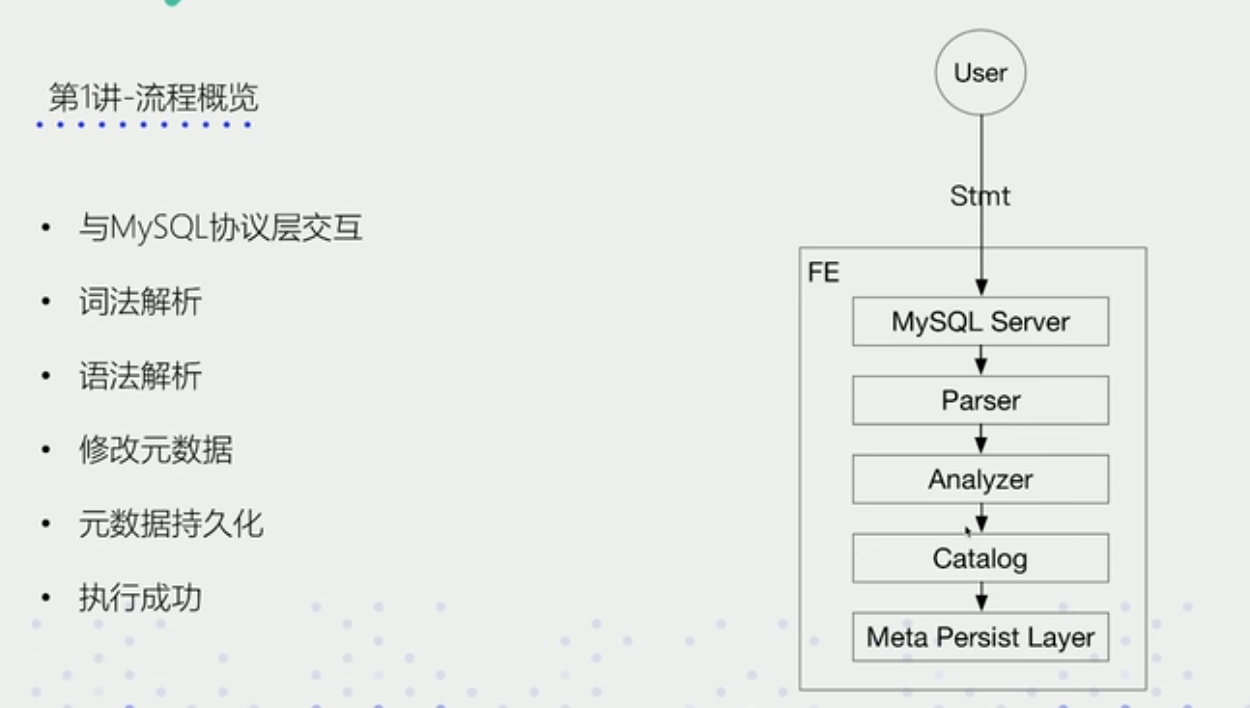 第1讲-流程概览
• 与MySQL协议层交互
• 词法解析
• 语法解析
• 修改元数据
• 元数据持久化
• 执行成功
User
Stmt
FE
MySQL Server
Parser
Analyzer
Catalog
Meta Persist Layer